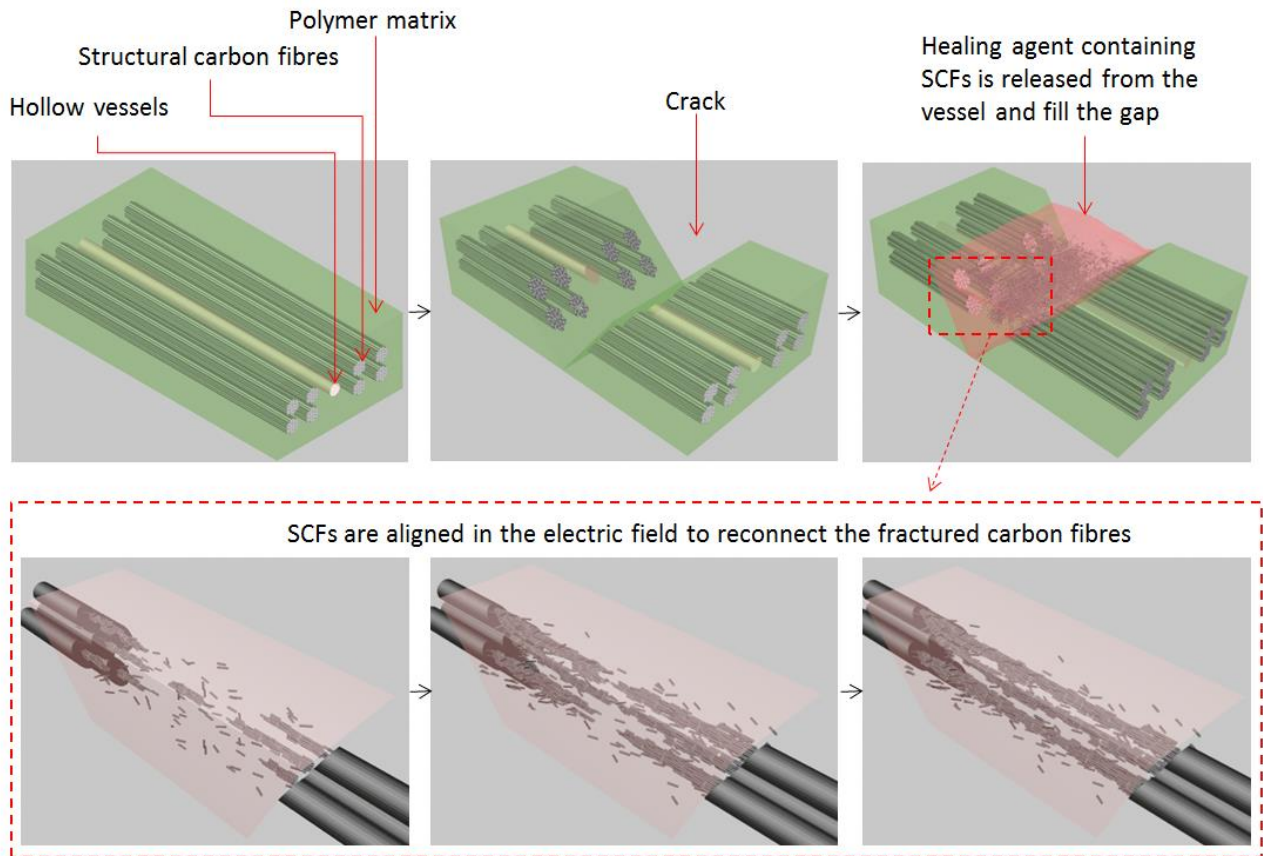 Polymer matrix
Structural carbon fibres
Hollow vessels
Crack
Healing agent containing
SCFs is released from the
vessel and fill the gap
SCFs are aligned in the electric field to reconnect the fractured carbon fibres